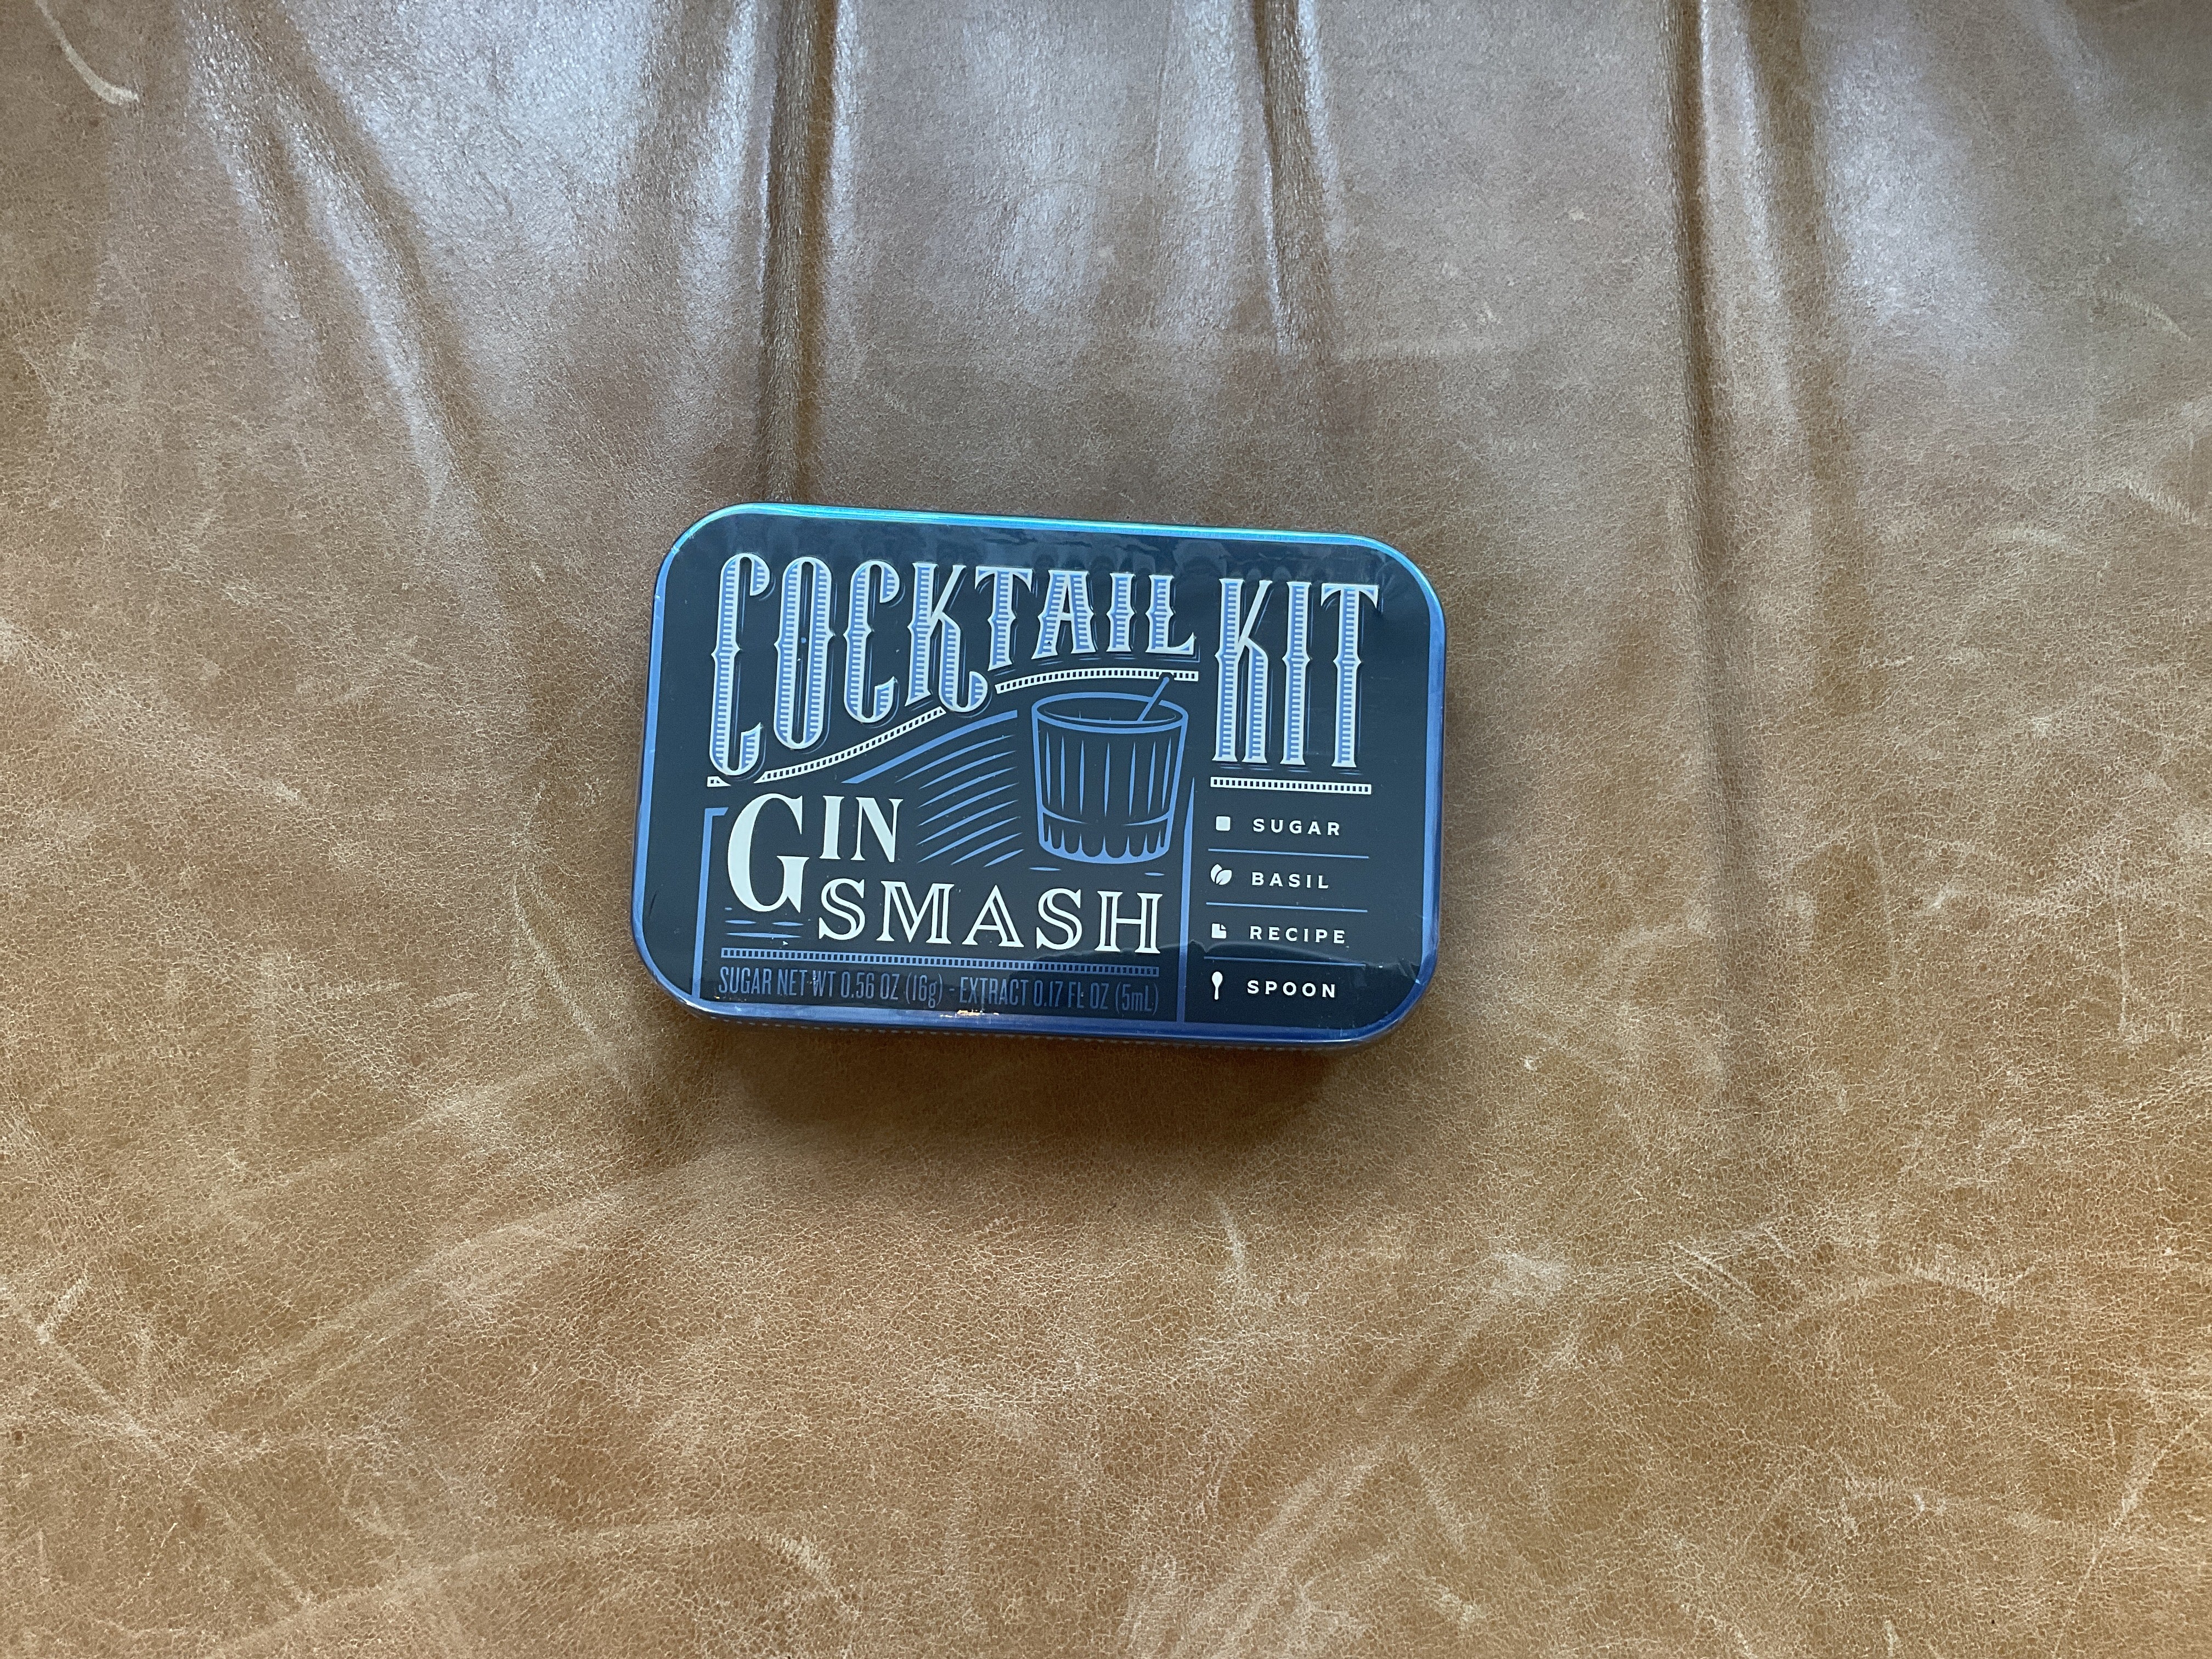 COCKTAIL KIT
GIN
SMASH
SUGAR NET WT 0.56 OZ (16g) - EXTRACT 0.17 FL OZ (5mL)
SUGAR
BASIL
RECIPE
SPOON